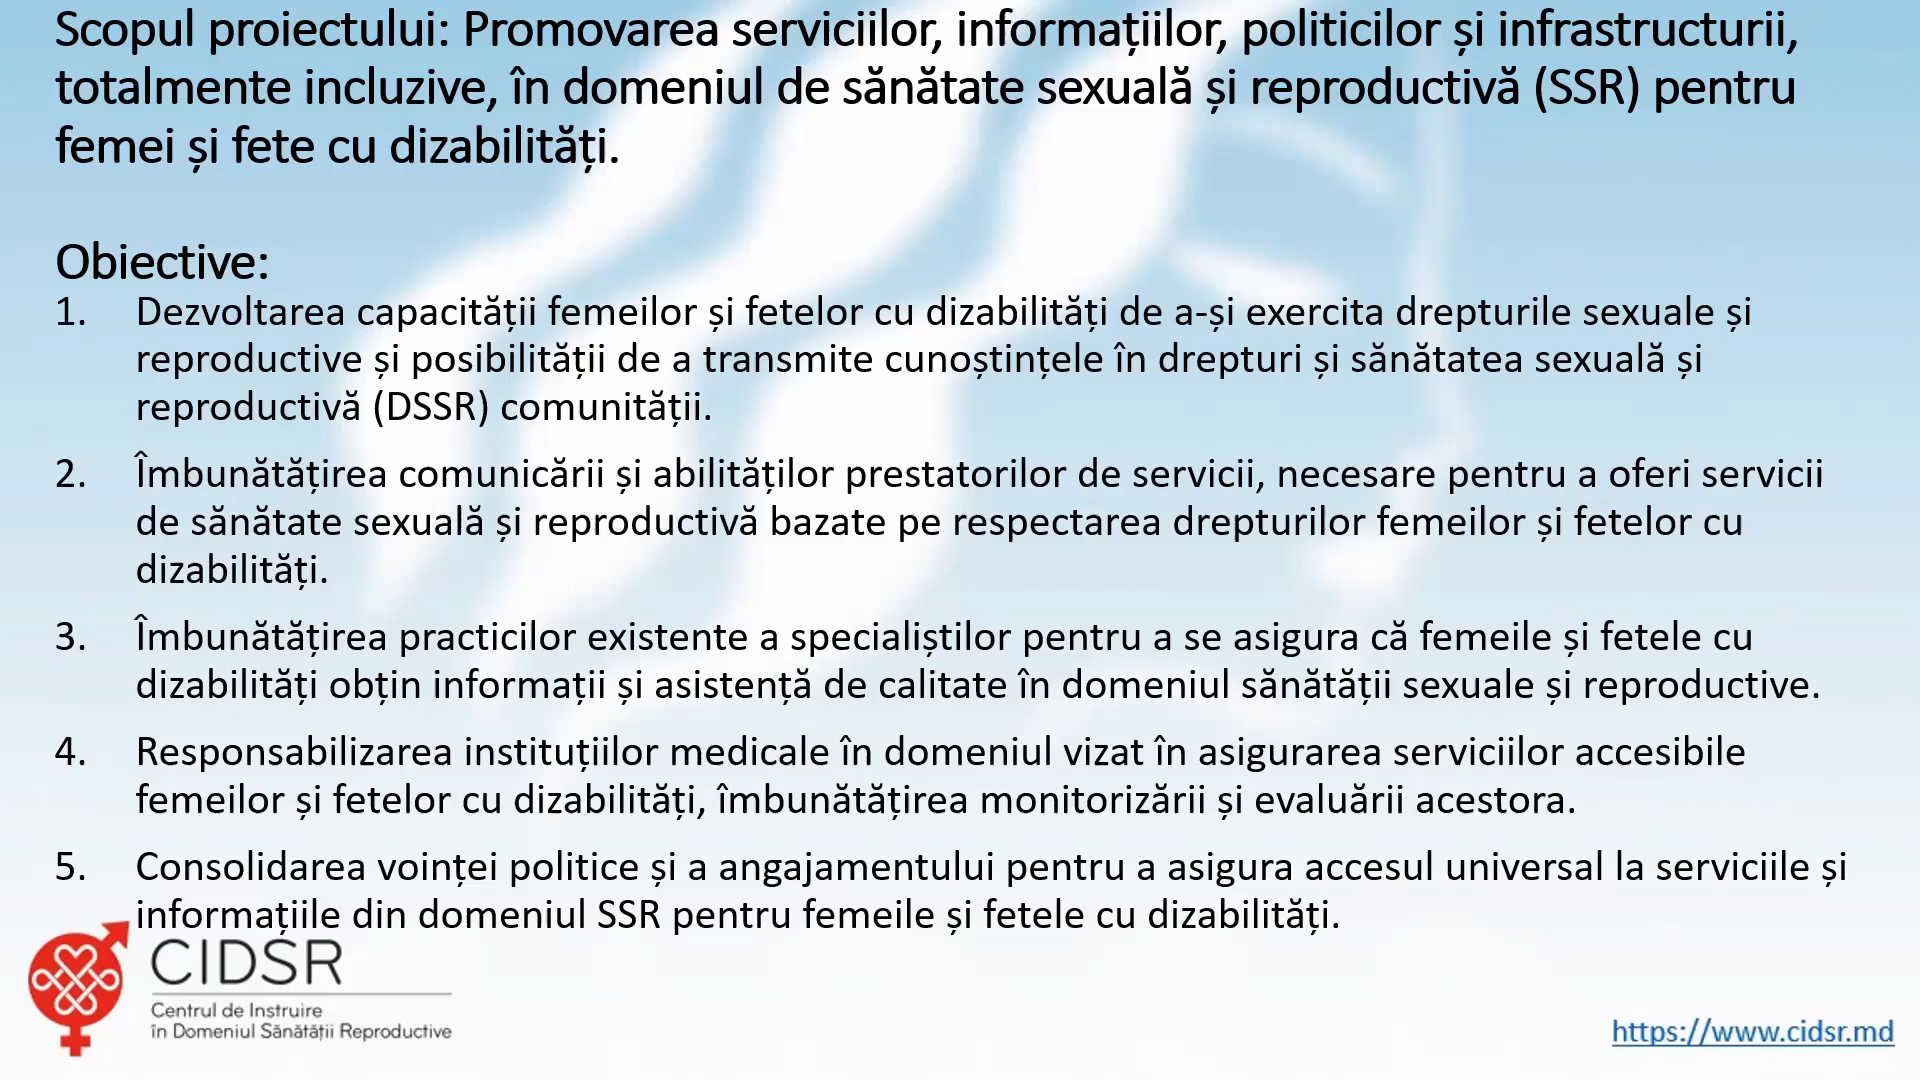 Scopul proiectului: Promovarea serviciilor, informațiilor, politicilor și infrastructurii,
totalmente incluzive, în domeniul de sănătate sexuală și reproductivă (SSR) pentru
femei și fete cu dizabilități.
Obiective:
1. Dezvoltarea capacității femeilor și fetelor cu dizabilități de a-și exercita drepturile sexuale și
reproductive și posibilității de a transmite cunoștințele în drepturi și sănătatea sexuală și
reproductivă (DSSR) comunității.
2. Îmbunătățirea comunicării și abilităților prestatorilor de servicii, necesare pentru a oferi servicii
de sănătate sexuală și reproductivă bazate pe respectarea drepturilor femeilor și fetelor cu
dizabilități.
3. Îmbunătățirea practicilor existente a specialiștilor pentru a se asigura că femeile și fetele cu
dizabilități obțin informații și asistență de calitate în domeniul sănătății sexuale și reproductive.
4. Responsabilizarea instituțiilor medicale în domeniul vizat în asigurarea serviciilor accesibile
femeilor și fetelor cu dizabilități, îmbunătățirea monitorizării și evaluării acestora.
5. Consolidarea voinței politice și a angajamentului pentru a asigura accesul universal la serviciile și
informațiile din domeniul SSR pentru femeile și fetele cu dizabilități.
CIDSR
Centrul de Instruire
în Domeniul Sănătății Reproductive
https://www.cidsr.md